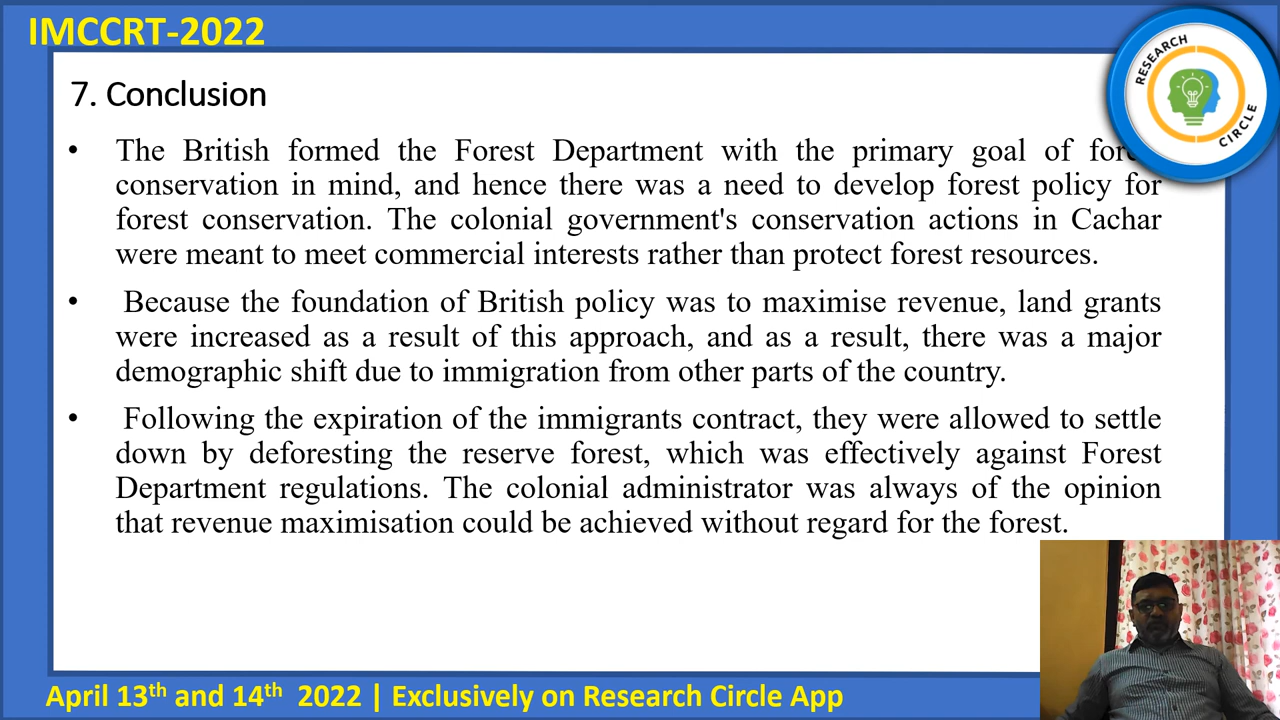 IMCCRT-2022
RESEARCH
CIRCLE
7. Conclusion
• The British formed the Forest Department with the primary goal of
conservation in mind, and hence there was a need to develop forest policy for
forest conservation. The colonial government's conservation actions in Cachar
were meant to meet commercial interests rather than protect forest resources.
• Because the foundation of British policy was to maximise revenue, land grants
were increased as a result of this approach, and as a result, there was a major
demographic shift due to immigration from other parts of the country.
• Following the expiration of the immigrants contract, they were allowed to settle
down by deforesting the reserve forest, which was effectively against Forest
Department regulations. The colonial administrator was always of the opinion
that revenue maximisation could be achieved without regard for the forest.
April 13th and 14th 2022 | Exclusively on Research Circle App